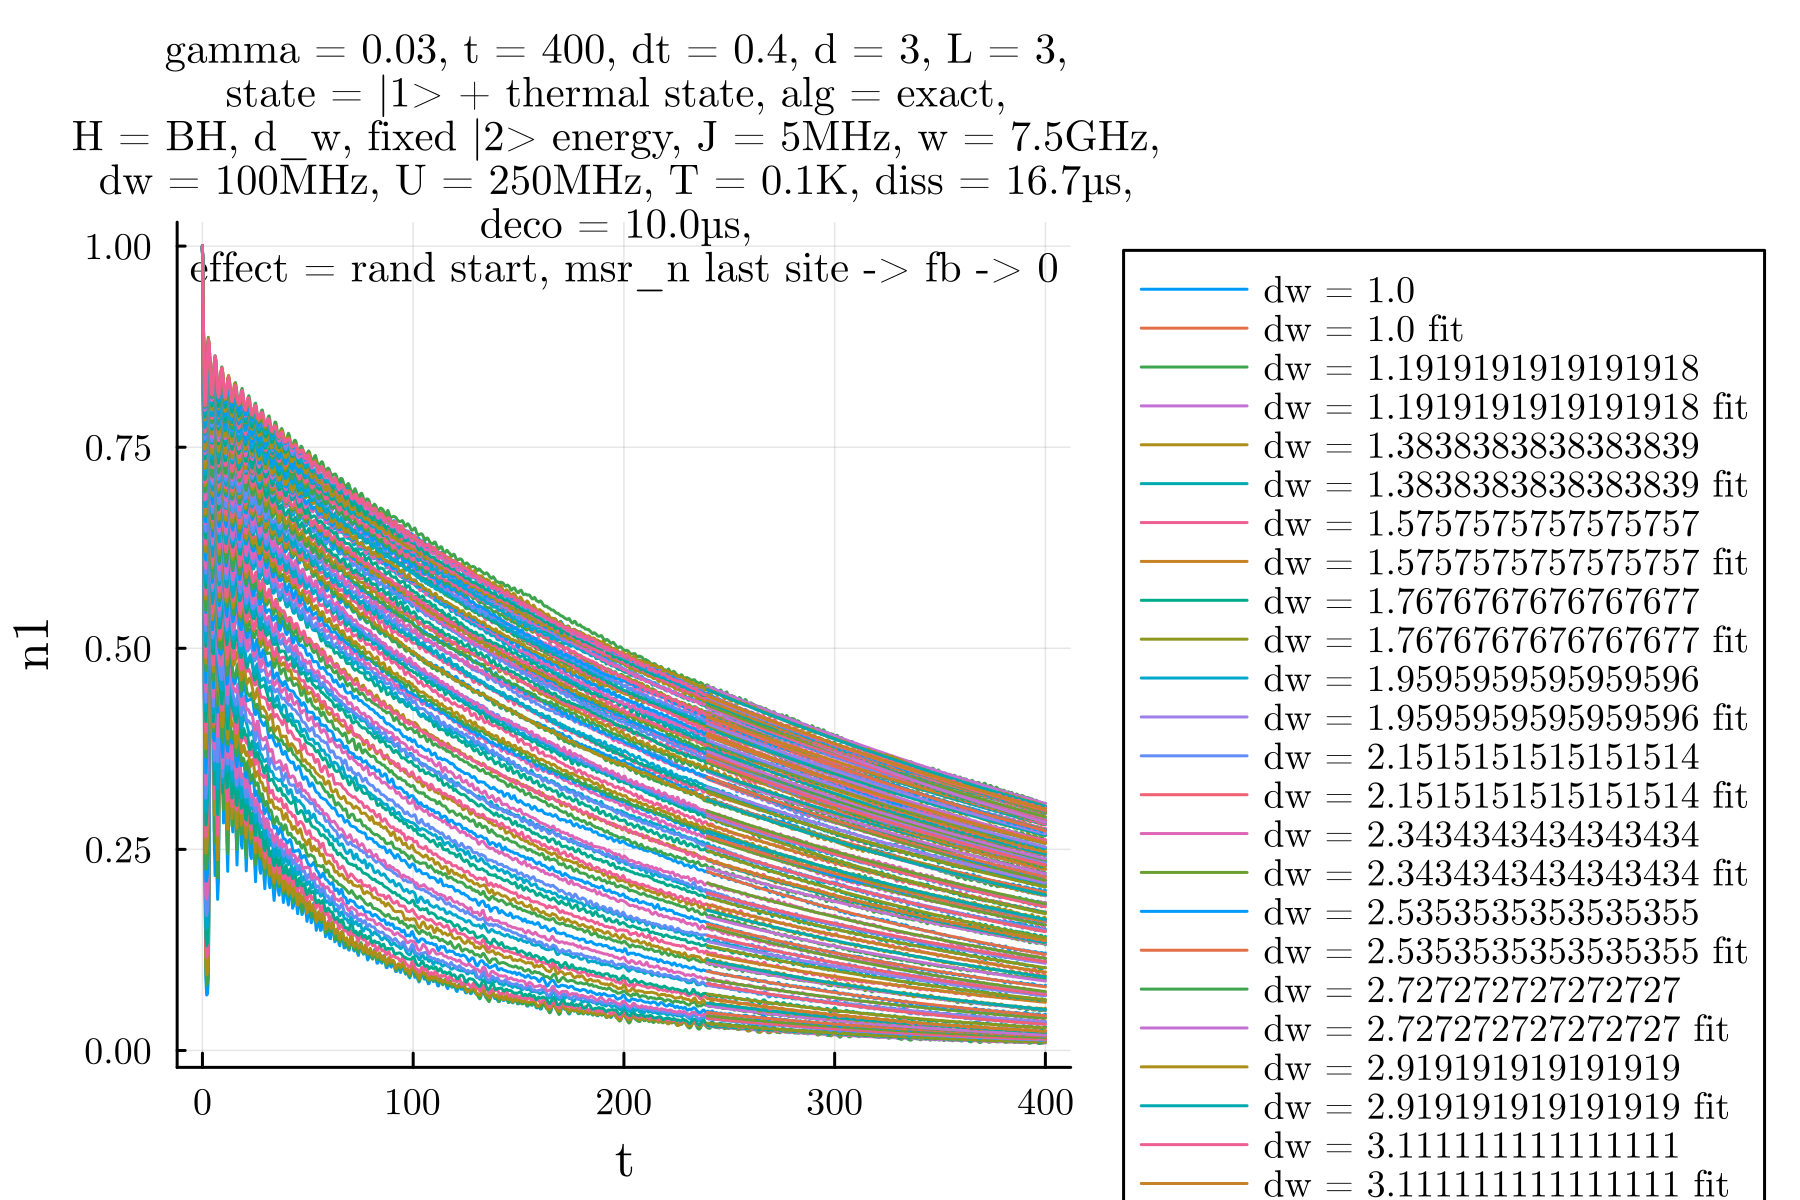 gamma = 0.03, t = 400, dt = 0.4, d = 3, L = 3,
state = |1> + thermal state, alg = exact,
H = BH, d_w, fixed |2> energy, J = 5MHz, w = 7.5GHz,
dw = 100MHz, U = 250MHz, T = 0.1K, diss = 16.7µs,
deco = 10.0µs,
effect = rand start, msr_n last site -> fb -> 0
1.00
0.75
0.50
0.25
0.00
n1
0
100
200
300
400
t
dw = 1.0
dw = 1.0 fit
dw = 1.1919191919191918
dw = 1.1919191919191918 fit
dw = 1.3838383838383839
dw = 1.3838383838383839 fit
dw = 1.5757575757575757
dw = 1.5757575757575757 fit
dw = 1.7676767676767677
dw = 1.7676767676767677 fit
dw = 1.9595959595959596
dw = 1.9595959595959596 fit
dw = 2.1515151515151514
dw = 2.1515151515151514 fit
dw = 2.3434343434343434
dw = 2.3434343434343434 fit
dw = 2.5353535353535355
dw = 2.5353535353535355 fit
dw = 2.727272727272727
dw = 2.727272727272727 fit
dw = 2.919191919191919
dw = 2.919191919191919 fit
dw = 3.111111111111111
dw = 3.111111111111111 fit